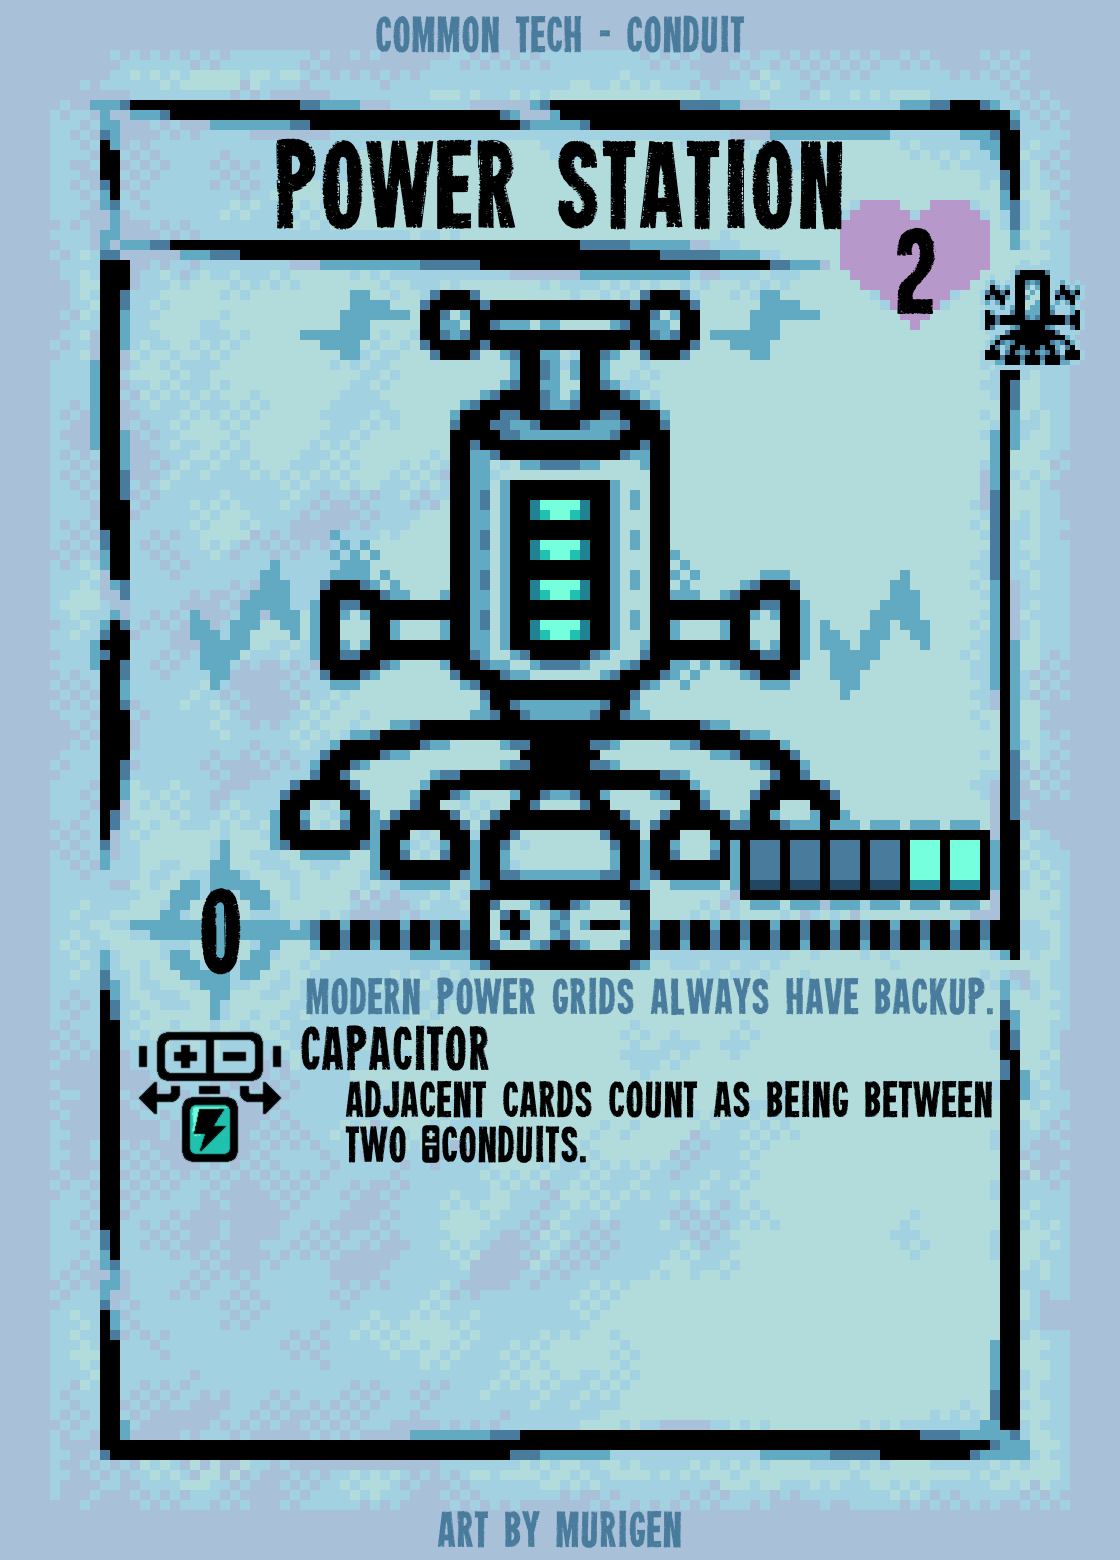 COMMON TECH - CONDUIT
POWER STATION
2
0
MODERN POWER GRIDS ALWAYS HAVE BACKUP.
CAPACITOR
ADJACENT CARDS COUNT AS BEING BETWEEN
TWO CONDUITS.
ART BY MURIGEN